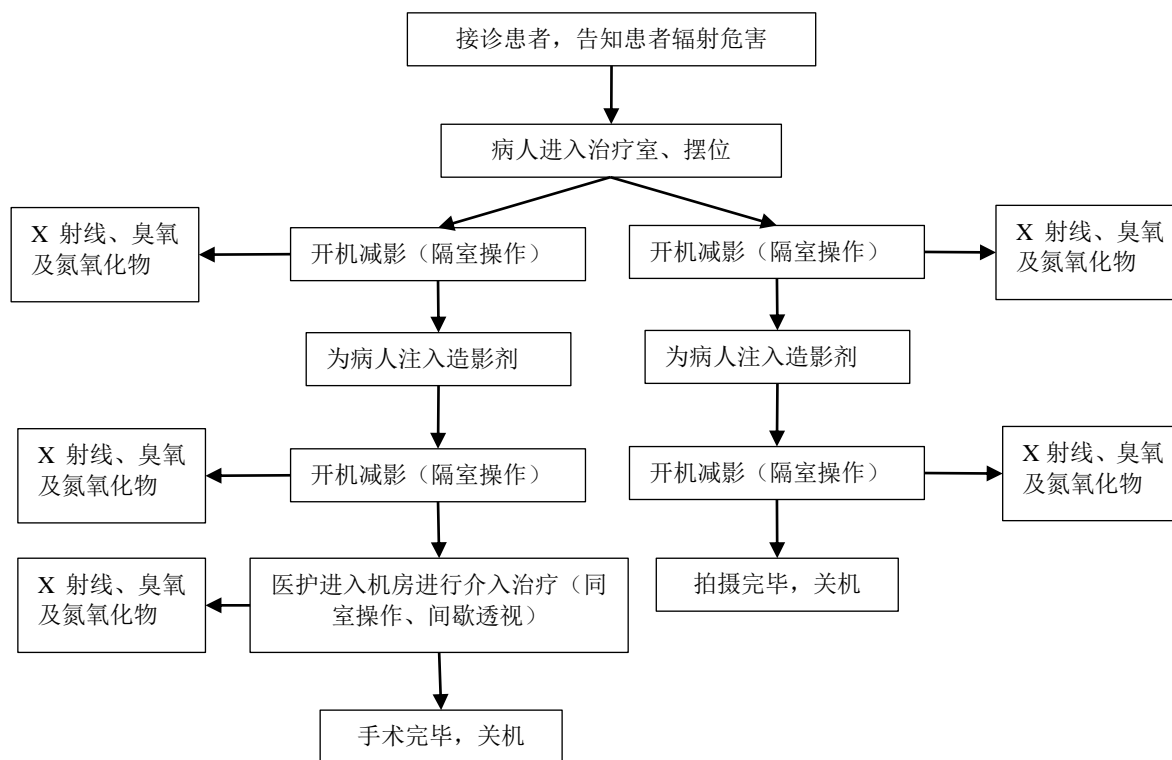 接诊患者，告知患者辐射危害
病人进入治疗室、摆位
X 射线、臭氧
及氮氧化物
开机减影（隔室操作）
开机减影（隔室操作）
X 射线、臭氧
及氮氧化物
为病人注入造影剂
为病人注入造影剂
X 射线、臭氧
及氮氧化物
开机减影（隔室操作）
开机减影（隔室操作）
X 射线、臭氧
及氮氧化物
X 射线、臭氧
及氮氧化物
医护进入机房进行介入治疗（同
室操作、间歇透视）
拍摄完毕，关机
手术完毕，关机